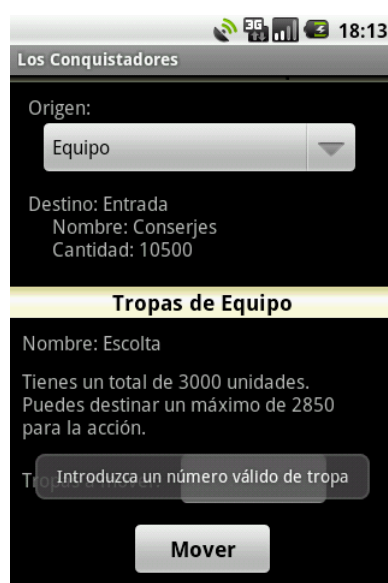 3G 18:13
Los Conquistadores
Origen:
Equipo
Destino: Entrada
Nombre: Conserjes
Cantidad: 10500
Tropas de Equipo
Nombre: Escolta
Tienes un total de 3000 unidades.
Puedes destinar un máximo de 2850
para la acción.
Introduzca un número válido de tropa
Mover